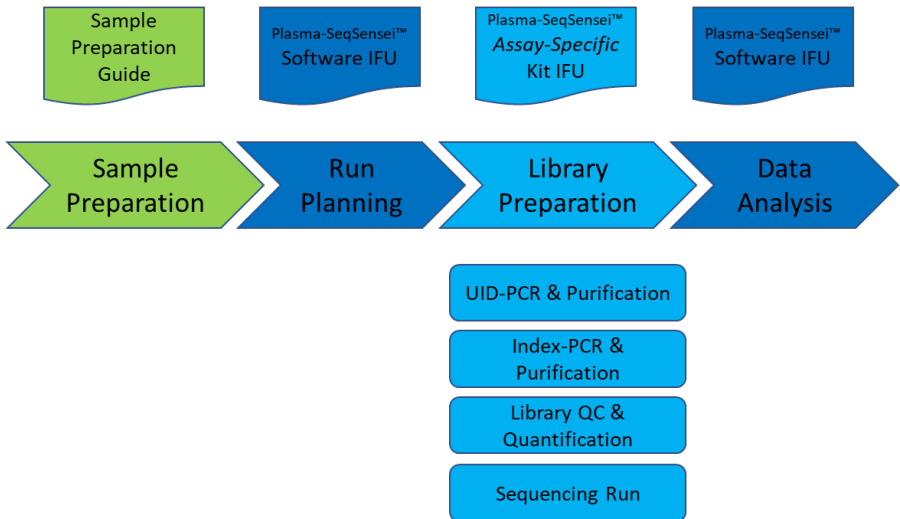 Sample
Preparation
Guide
Plasma-SeqSensei™
Software IFU
Plasma-SeqSensei™
Assay-Specific
Kit IFU
Plasma-SeqSensei™
Software IFU
Sample
Preparation
Run
Planning
Library
Preparation
Data
Analysis
UID-PCR & Purification
Index-PCR &
Purification
Library QC &
Quantification
Sequencing Run